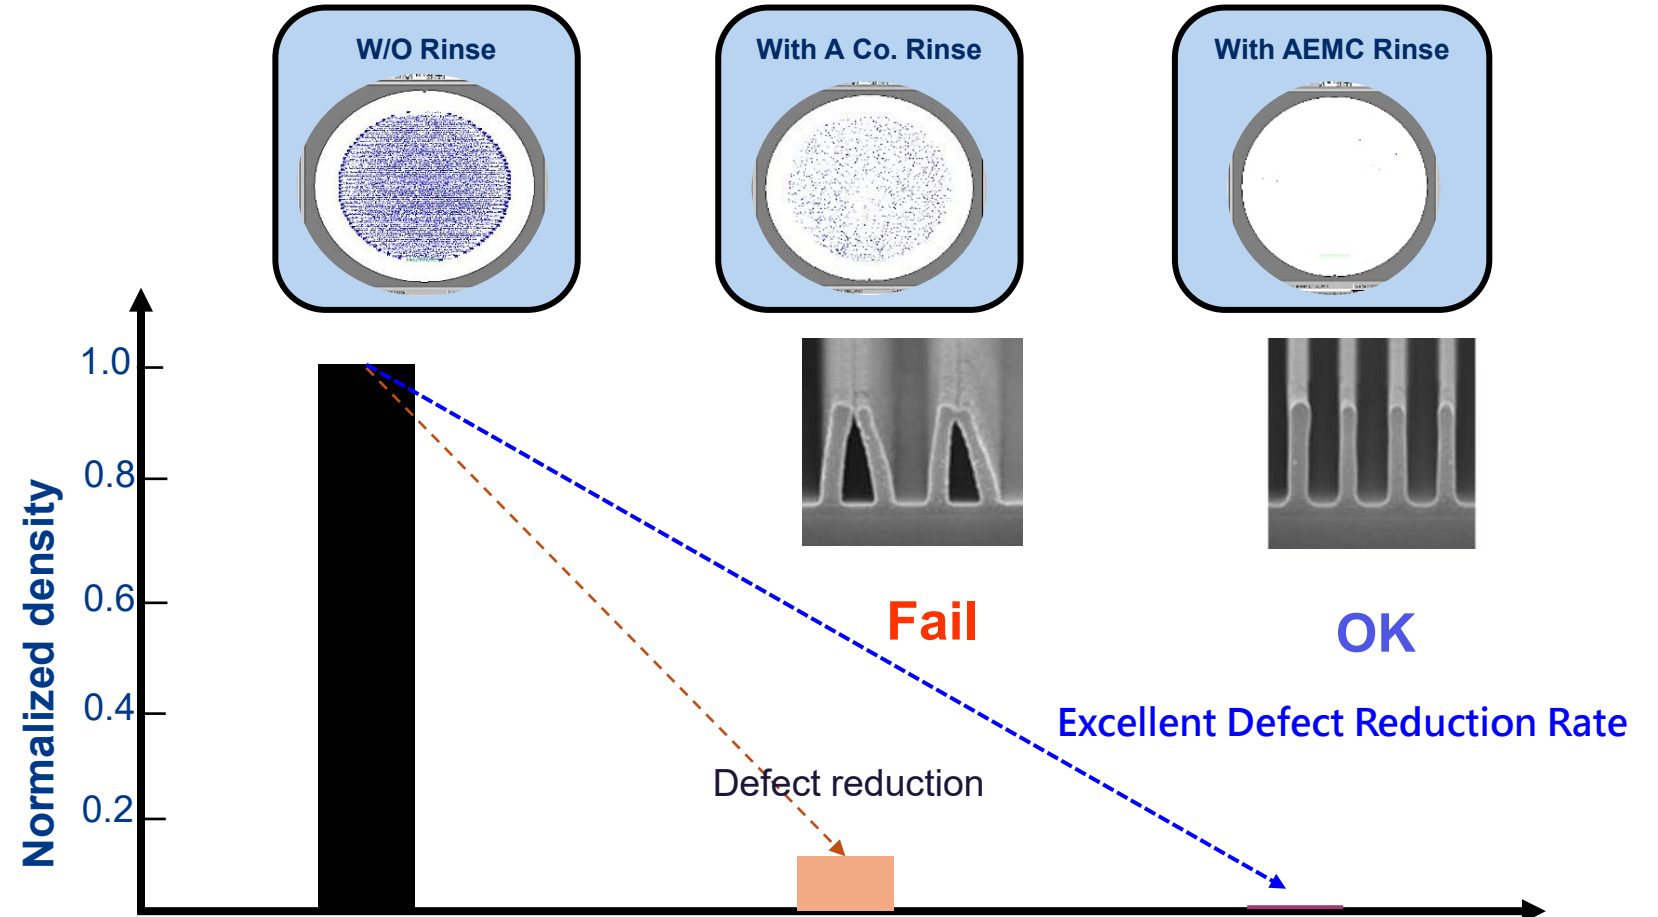 W/O Rinse
With A Co. Rinse
With AEMC Rinse
1.0
0.8
0.6
0.4
0.2
Normalized density
Fail
OK
Excellent Defect Reduction Rate
Defect reduction